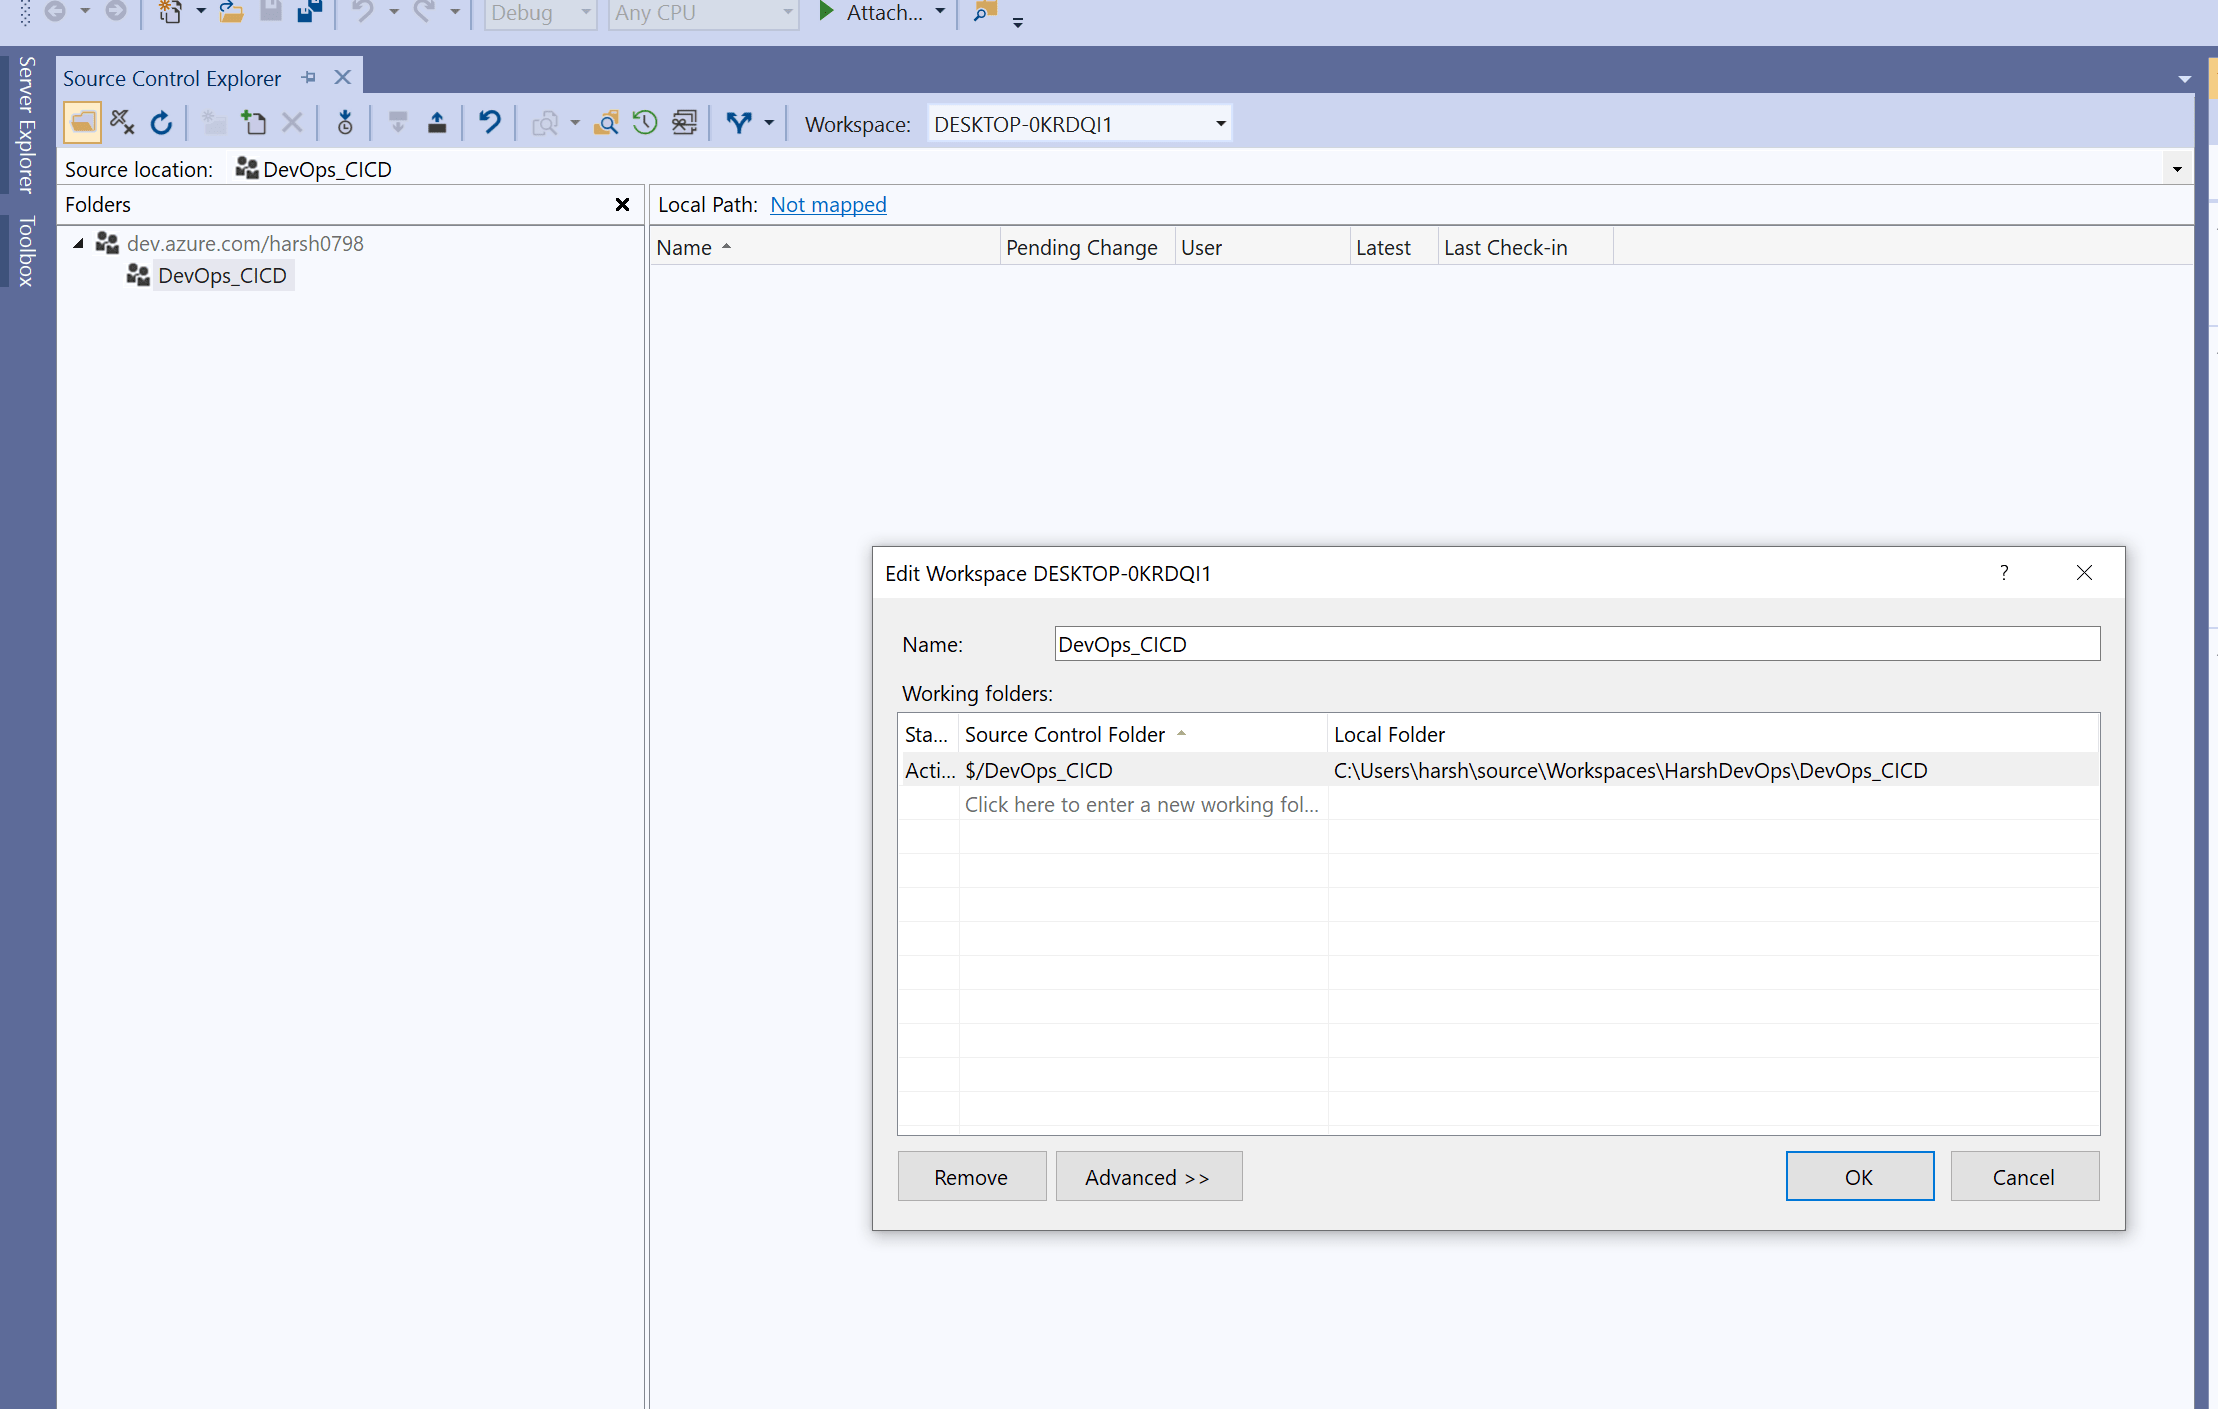 Debug
Any CPU
Attach...
Server Explorer
Toolbox
Source Control Explorer
Workspace: DESKTOP-0KRDQI1
Source location: DevOps_CICD
Folders
Local Path: Not mapped
dev.azure.com/harsh0798
DevOps_CICD
Name Pending Change User Latest Last Check-in
Edit Workspace DESKTOP-0KRDQI1
?
Name: DevOps_CICD
Working folders:
Sta... Source Control Folder Local Folder
Acti... $/DevOps_CICD C:\Users\harsh\source\Workspaces\HarshDevOps\DevOps_CICD
Click here to enter a new working fol...
Remove Advanced >> OK Cancel